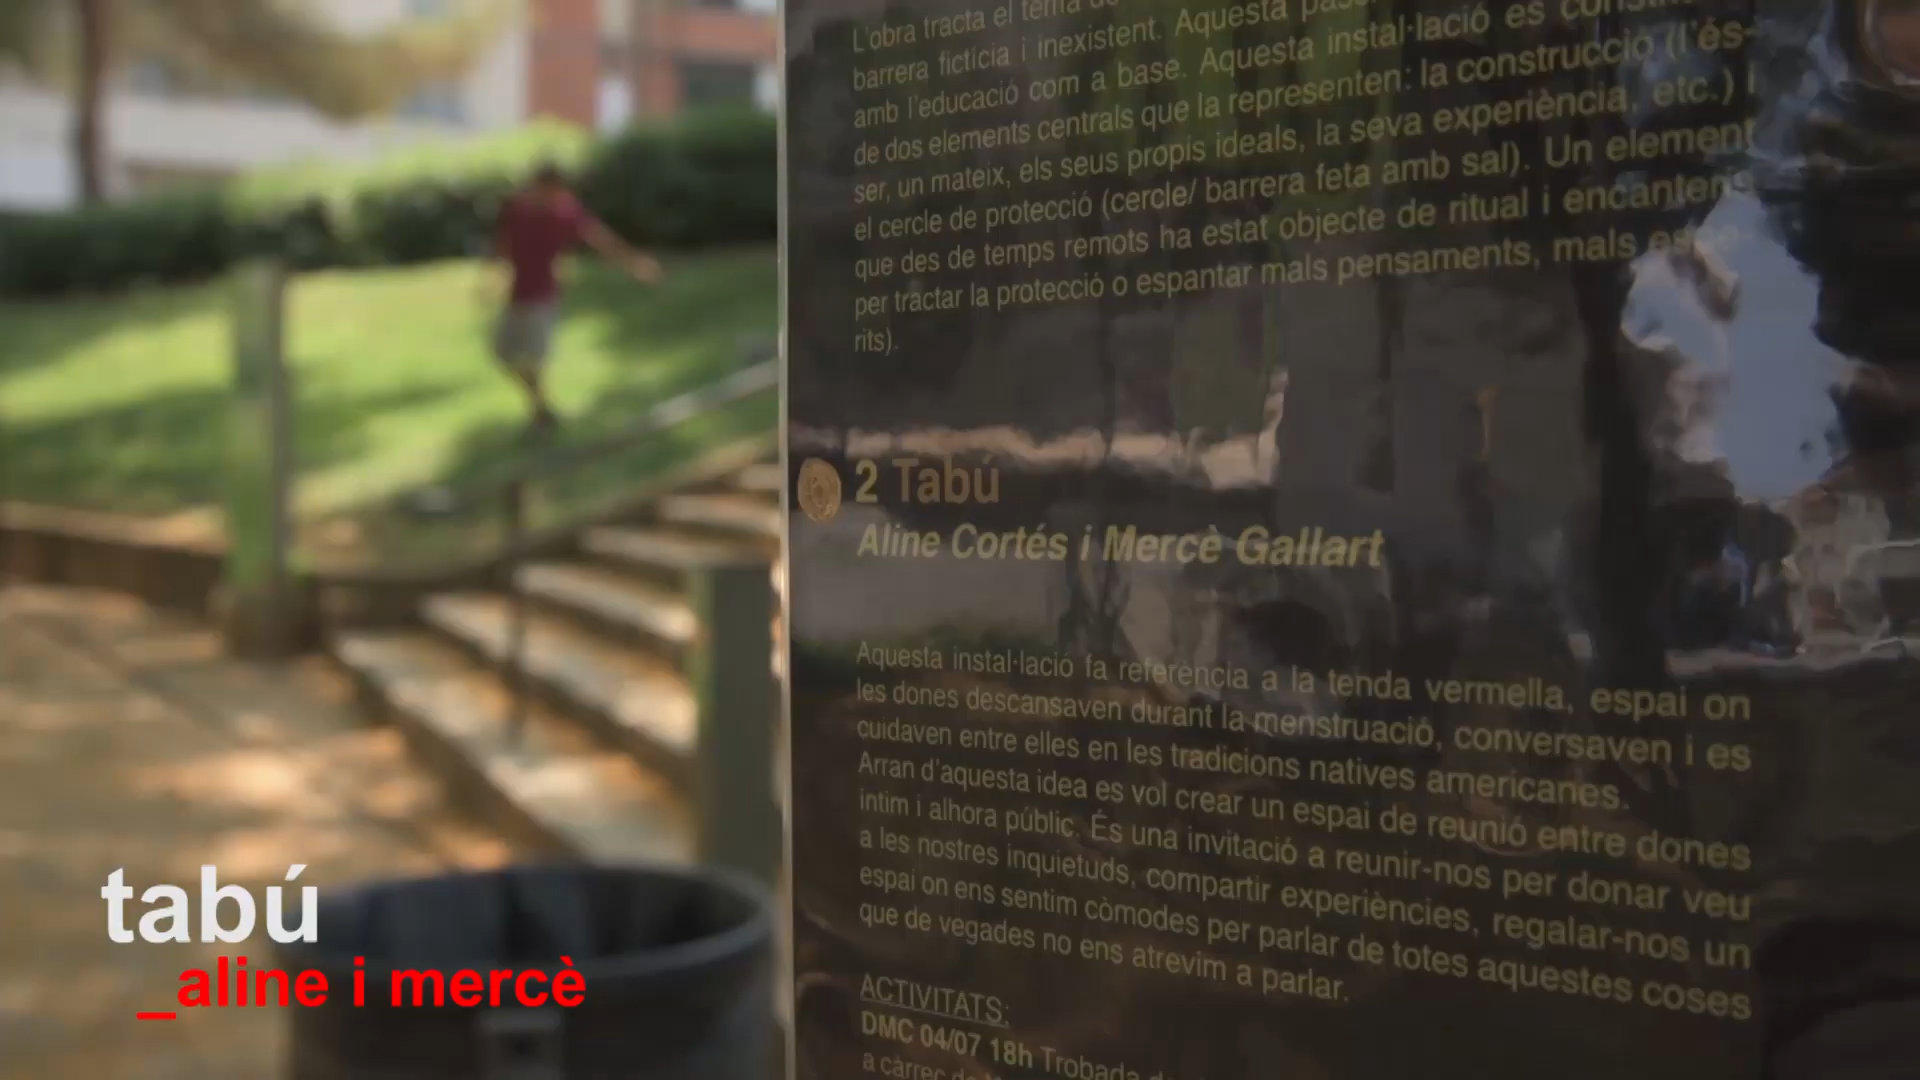 L'obra tracta el tema
barrera fictícia i inexistent. Aquesta
amb l'educació com a base. Aquesta instal·lació es
de dos elements centrals que la representen: la construcció (l'és-
ser, un mateix, els seus propis ideals, la seva experiència, etc.) i
el cercle de protecció (cercle/ barrera feta amb sal). Un element
que des de temps remots ha estat objecte de ritual i
per tractar la protecció o espantar mals pensaments, mals
rits).
2 Tabú
Aline Cortés i Mercè Gallart
Aquesta instal·lació fa referència a la tenda vermella, espai on
les dones descansaven durant la menstruació, conversaven i es
cuidaven entre elles en les tradicions natives americanes.
Arran d'aquesta idea es vol crear un espai de reunió entre dones
íntim i alhora públic. És una invitació a reunir-nos per donar veu
a les nostres inquietuds, compartir experiències, regalar-nos un
espai on ens sentim còmodes per parlar de totes aquestes coses
que de vegades no ens atrevim a parlar.
ACTIVITATS:
DMC 04/07 18h Trobada
a càrrec
tabú
_aline i mercè